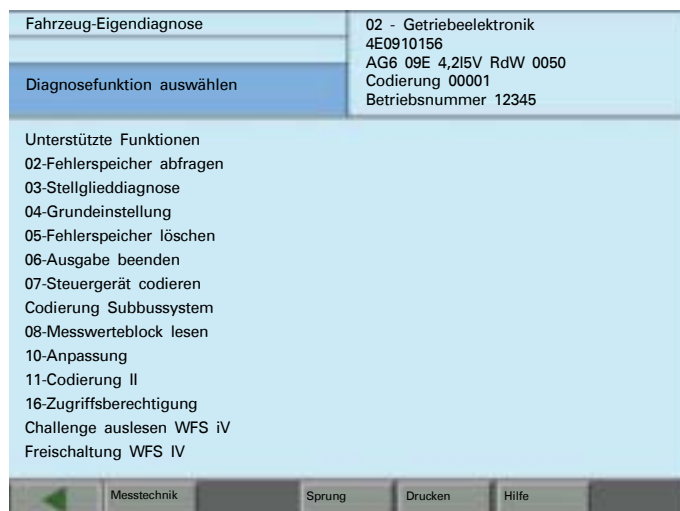 Fahrzeug-Eigendiagnose
Diagnosefunktion auswählen
02 - Getriebeelektronik
4E0910156
AG6 09E 4,2l5V RdW 0050
Codierung 00001
Betriebsnummer 12345
Unterstützte Funktionen
02-Fehlerspeicher abfragen
03-Stellglieddiagnose
04-Grundeinstellung
05-Fehlerspeicher löschen
06-Ausgabe beenden
07-Steuergerät codieren
Codierung Subbussystem
08-Messwerteblock lesen
10-Anpassung
11-Codierung II
16-Zugriffsberechtigung
Challenge auslesen WFS iV
Freischaltung WFS IV
Messtechnik Sprung Drucken Hilfe